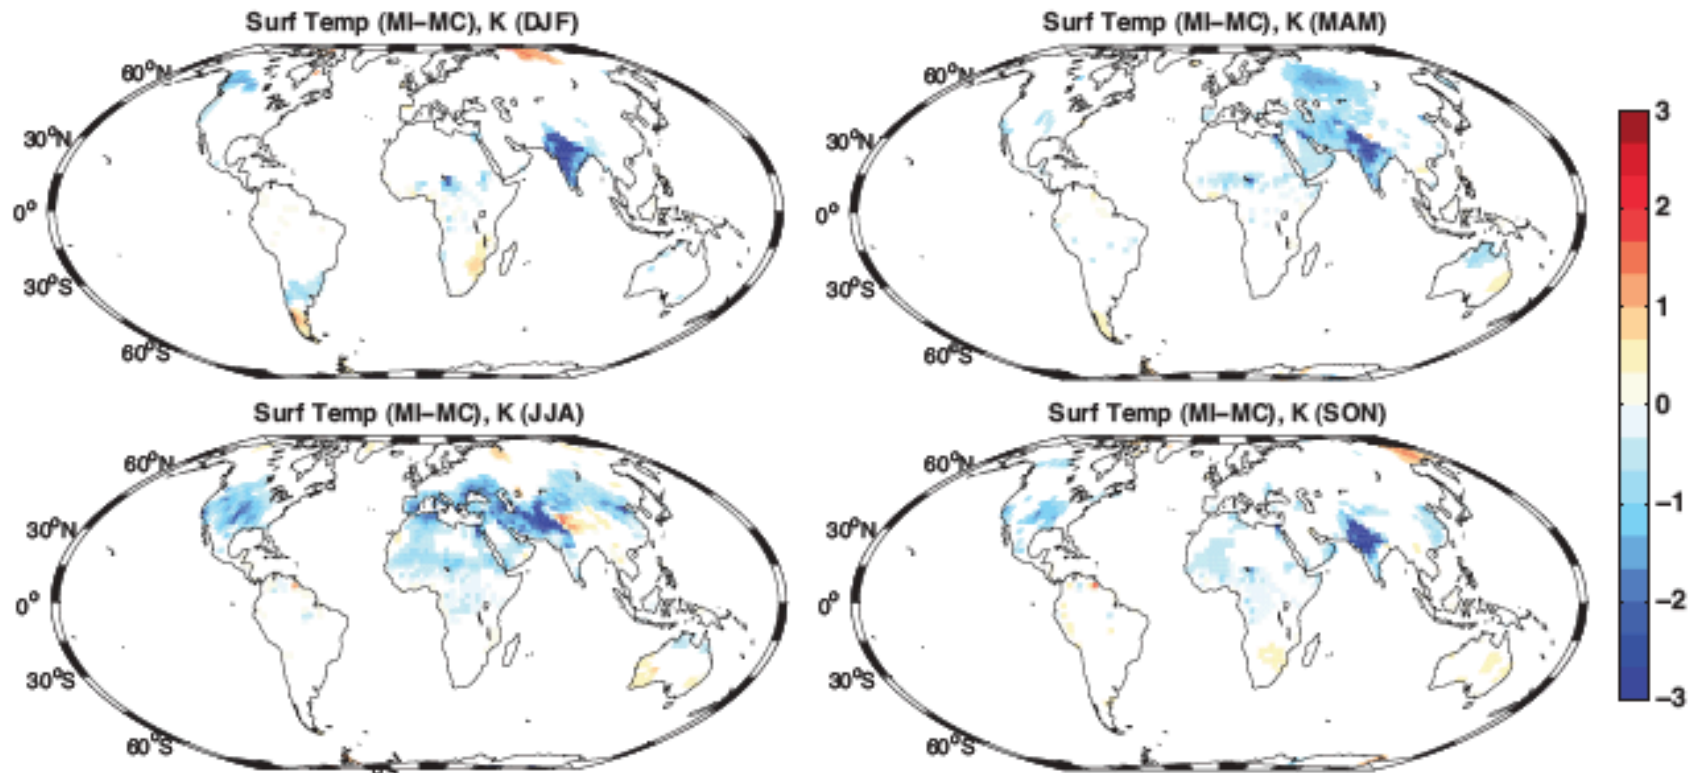 Surf Temp (MI–MC), K (DJF)
Surf Temp (MI–MC), K (MAM)
60°N
30°N
0°
30°S
60°S
60°N
30°N
0°
30°S
60°S
Surf Temp (MI–MC), K (JJA)
Surf Temp (MI–MC), K (SON)
60°N
30°N
0°
30°S
60°S
60°N
30°N
0°
30°S
60°S
3
2
1
0
–1
–2
–3